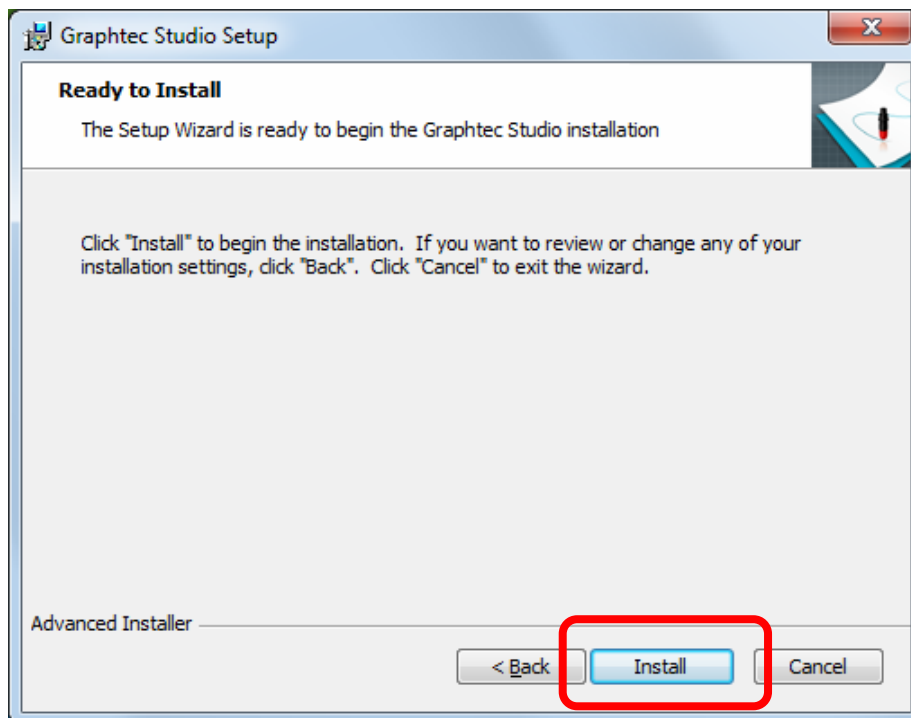 Graphtec Studio Setup
X
Ready to Install
The Setup Wizard is ready to begin the Graphtec Studio installation
Click "Install" to begin the installation. If you want to review or change any of your
installation settings, click "Back". Click "Cancel" to exit the wizard.
Advanced Installer
< Back Install Cancel